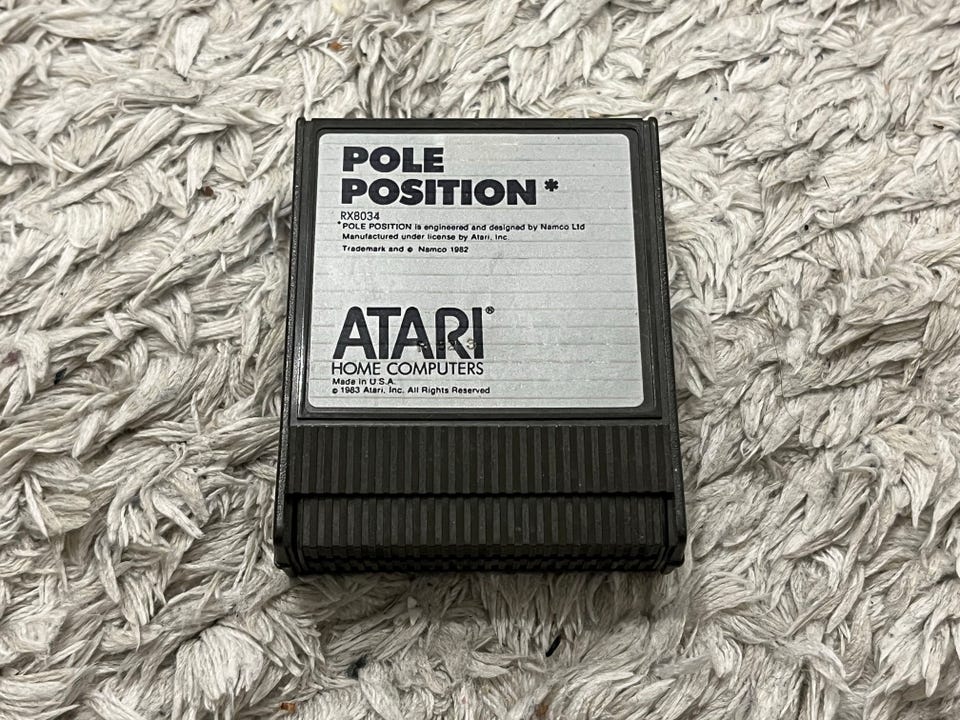 POLE
POSITION*
RX8034
*POLE POSITION is engineered and designed by Namco Ltd
Manufactured under license by Atari, Inc.
Trademark and © Namco 1982
ATARI®
HOME COMPUTERS
Made in U.S.A.
© 1983 Atari, Inc. All Rights Reserved